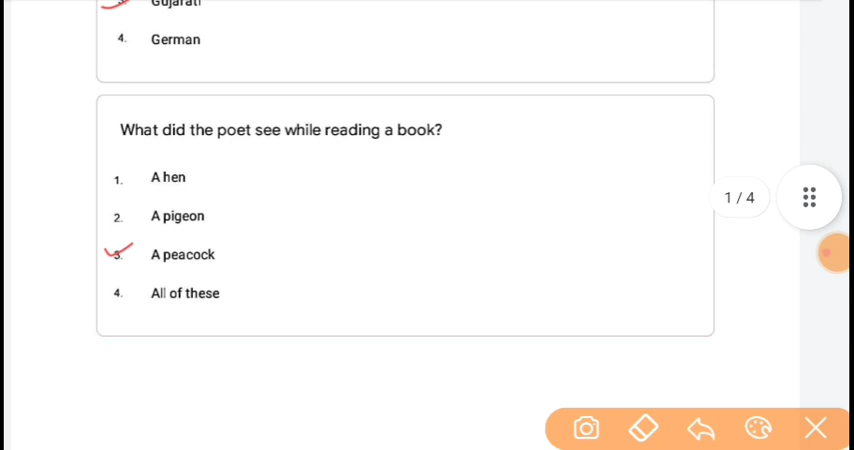 Gujarati
4. German
What did the poet see while reading a book?
1. A hen
2. A pigeon
3. A peacock
4. All of these
1 / 4